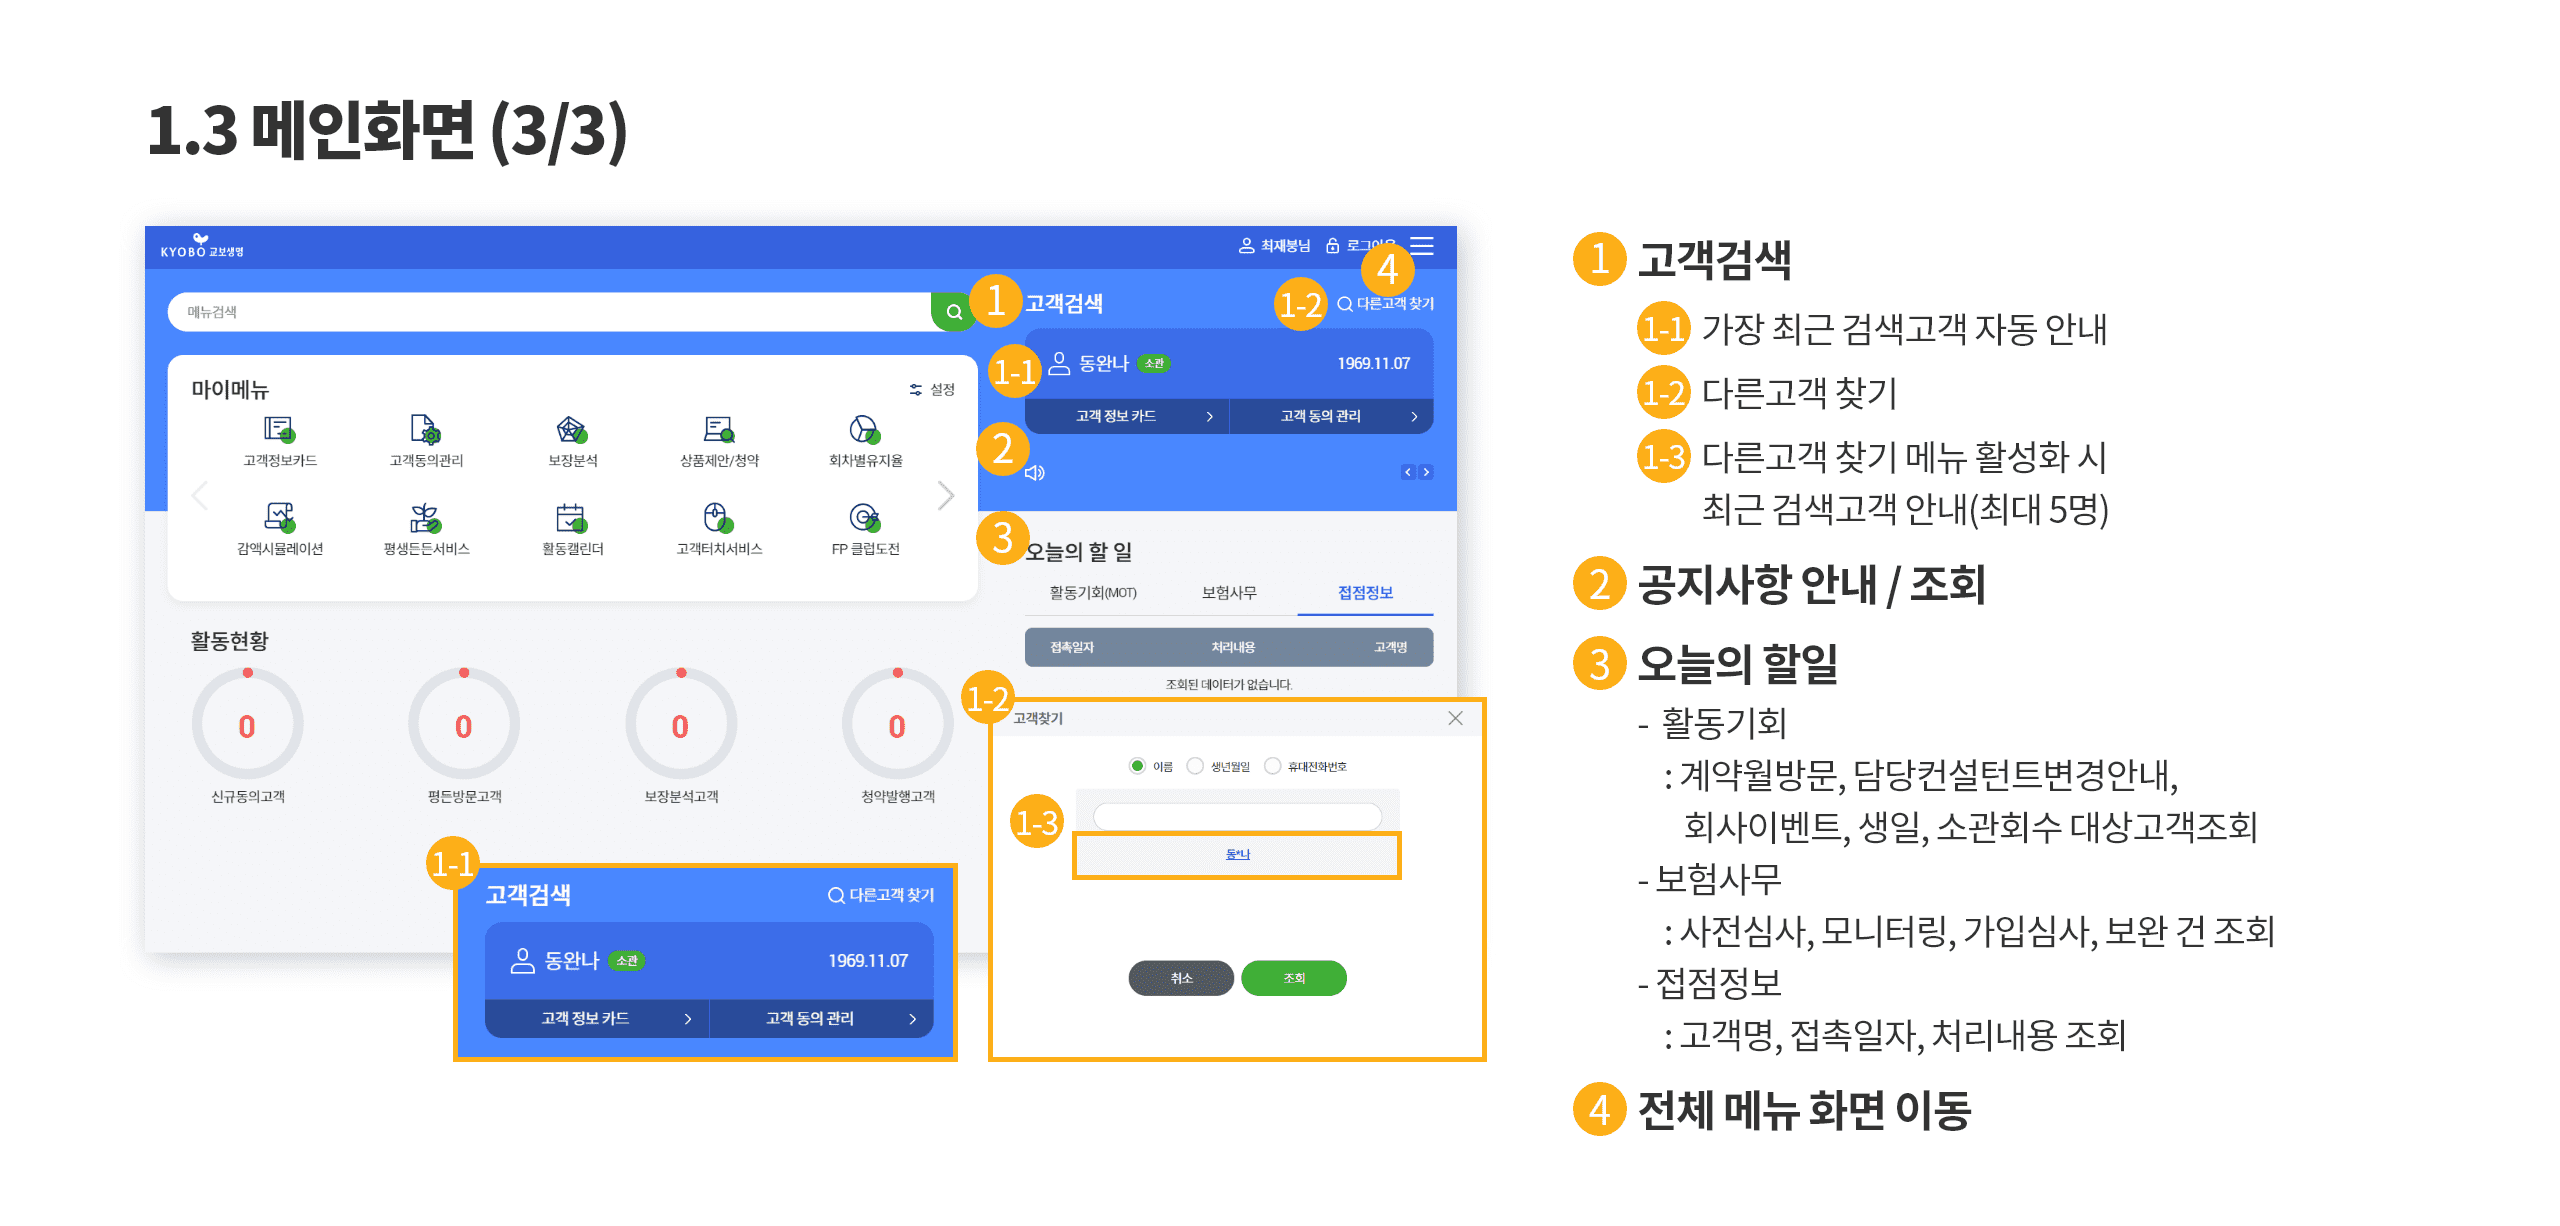 1.3 메인화면 (3/3)
KYOBO 교보생명
최재봉님
4
메뉴검색
1
고객검색
1-2
다른고객 찾기
1-1
동완나
소관
1969.11.07
고객 정보 카드
고객 동의 관리
2
마이메뉴
설정
고객정보카드
고객동의관리
보장분석
상품제안/청약
회차별유지율
감액시뮬레이션
평생든든서비스
활동캘린더
고객터치서비스
FP 클럽도전
3
오늘의 할 일
활동기회(MOT)
보험사무
접점정보
접촉일자
처리내용
고객명
조회된 데이터가 없습니다.
활동현황
0
0
0
0
신규동의고객
평든방문고객
보장분석고객
청약발행고객
1-1
고객검색
다른고객 찾기
동완나
소관
1969.11.07
고객 정보 카드
고객 동의 관리
1-2
고객찾기
이름
생년월일
휴대전화번호
1-3
동*나
취소
조회
1 고객검색
1-1 가장 최근 검색고객 자동 안내
1-2 다른고객 찾기
1-3 다른고객 찾기 메뉴 활성화 시
최근 검색고객 안내(최대 5명)
2 공지사항 안내 / 조회
3 오늘의 할일
- 활동기회
: 계약월방문, 담당컨설턴트변경안내,
회사이벤트, 생일, 소관회수 대상고객조회
- 보험사무
: 사전심사, 모니터링, 가입심사, 보완 건 조회
- 접점정보
: 고객명, 접촉일자, 처리내용 조회
4 전체 메뉴 화면 이동